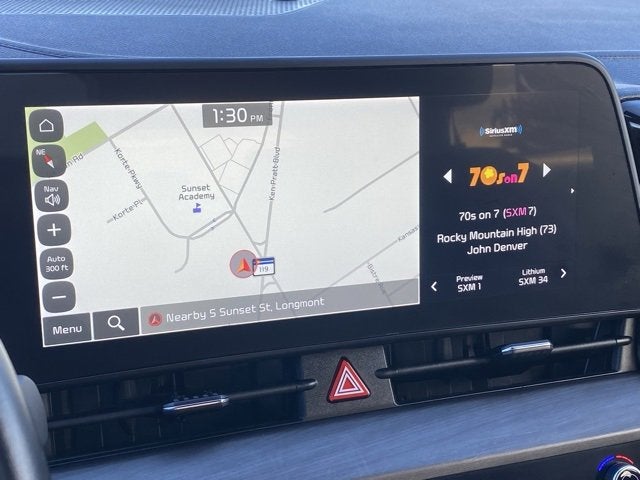 1:30 PM
NE
n Rd
Korte Pkwy
Korte Pl
Ken Pratt Blvd
Nav
Sunset
Academy
Auto
300 ft
119
Kansas
Menu
Nearby S Sunset St, Longmont
SiriusXM
70s on 7
70s on 7 (SXM 7)
Rocky Mountain High (73)
John Denver
Preview
SXM 1
Lithium
SXM 34